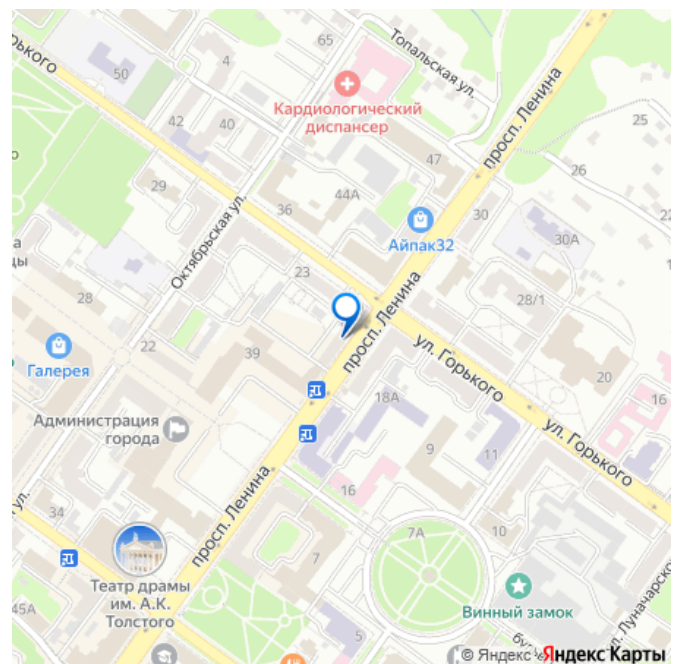 65
Топальская ул.
ького
50
4
Кардиологический
диспансер
просп. Ленина
42
40
47
25
26
29
44А
Октябрьская ул.
36
30
Айпак32
30А
23
28/1
28
просп. Ленина
22
39
Галерея
ул. Горького
20
18А
16
Администрация
города
ул. Горького
9
11
16
просп. Ленина
34
7А
10
7
Театр драмы
им. А.К.
Толстого
45А
Винный замок
5
© Яндекс
Яндекс Карты